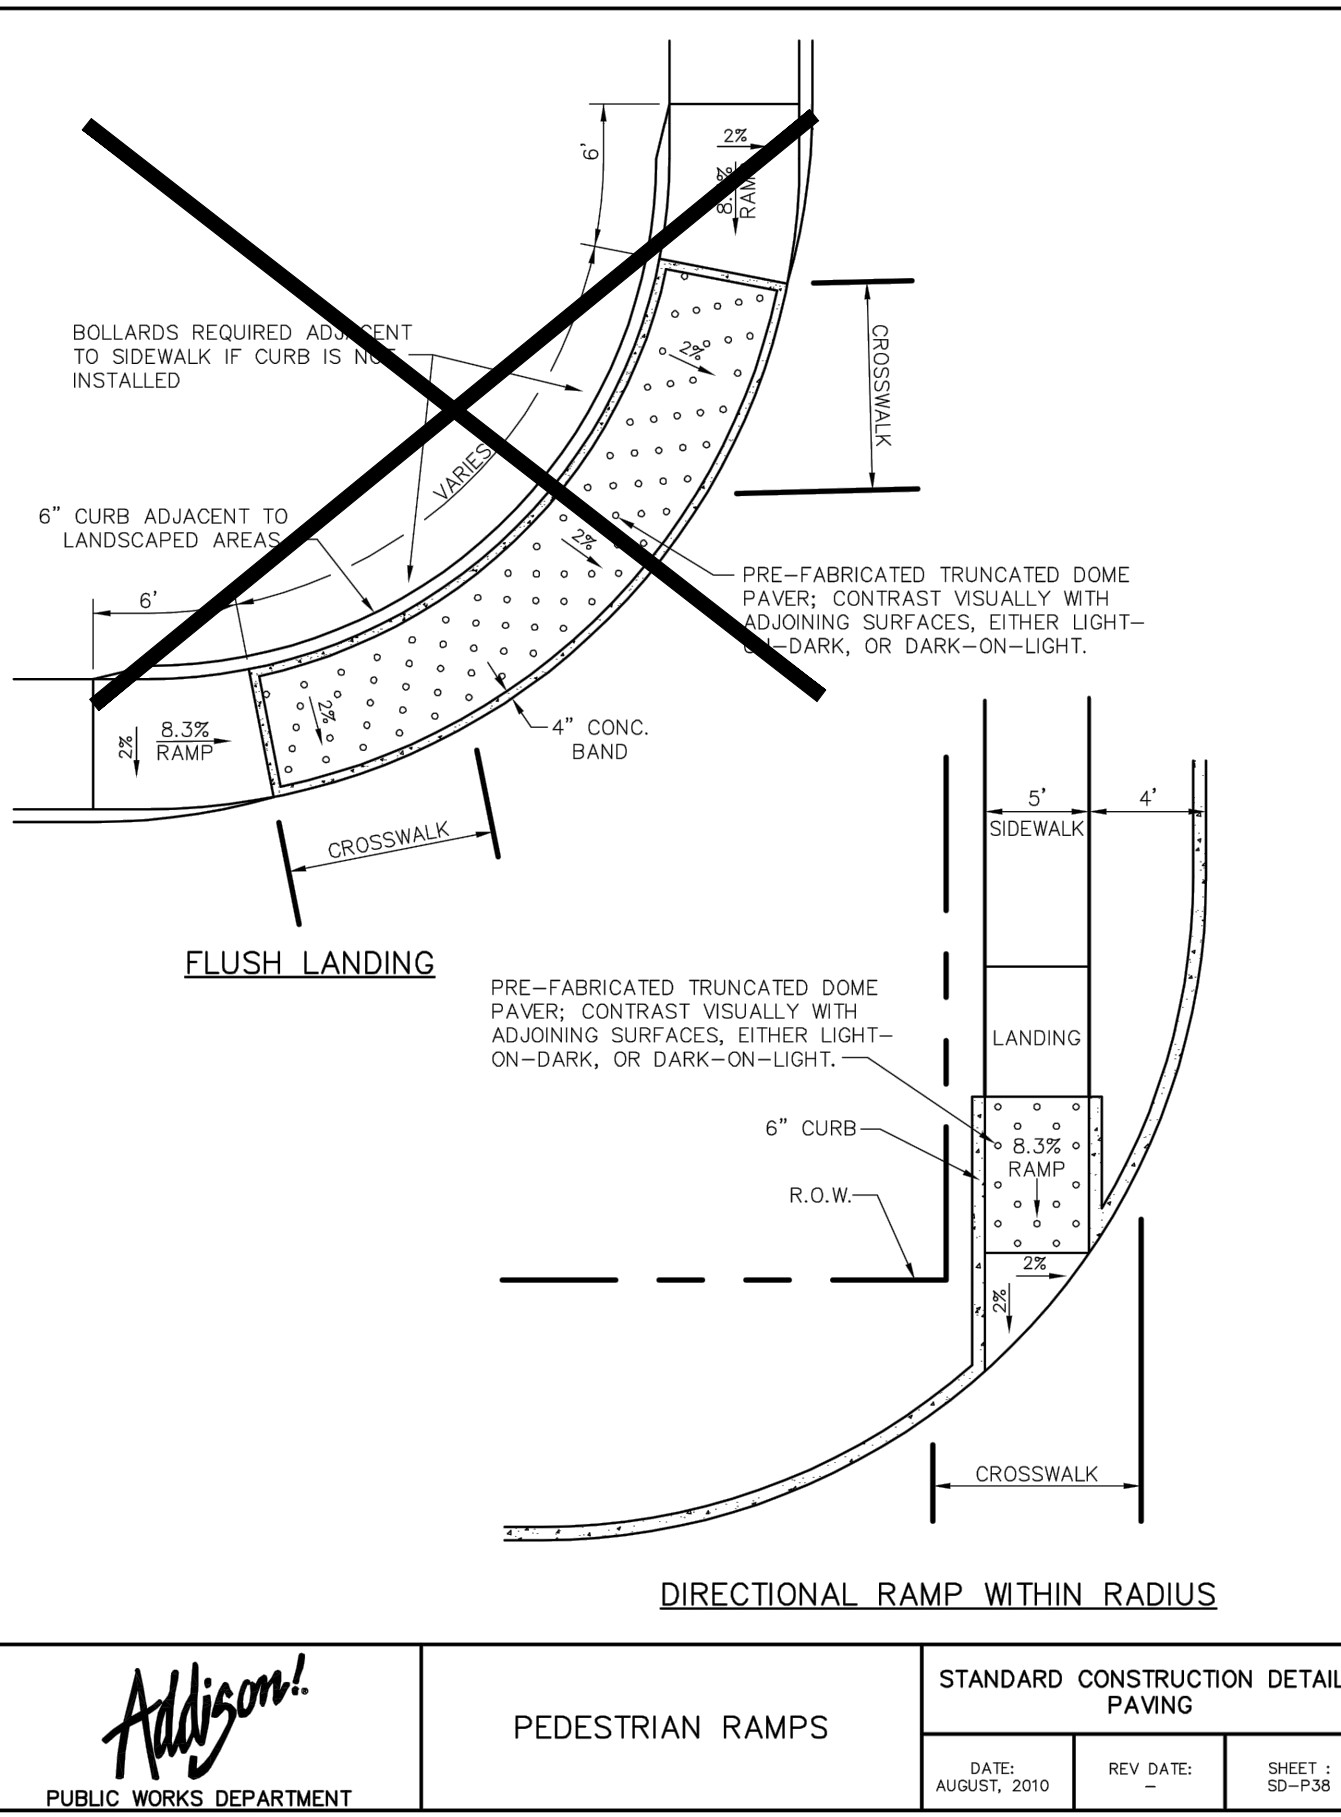 6'
2%
8.3%
RAMP
BOLLARDS REQUIRED ADJACENT
TO SIDEWALK IF CURB IS NOT
INSTALLED
2%
CROSSWALK
VARIES
6" CURB ADJACENT TO
LANDSCAPED AREAS
2%
PRE-FABRICATED TRUNCATED DOME
PAVER; CONTRAST VISUALLY WITH
ADJOINING SURFACES, EITHER LIGHT-
ON-DARK, OR DARK-ON-LIGHT.
6'
2%
8.3%
RAMP
2%
4" CONC.
BAND
CROSSWALK
FLUSH LANDING
5'
SIDEWALK
4'
PRE-FABRICATED TRUNCATED DOME
PAVER; CONTRAST VISUALLY WITH
ADJOINING SURFACES, EITHER LIGHT-
ON-DARK, OR DARK-ON-LIGHT.
LANDING
6" CURB
8.3%
RAMP
R.O.W.
2%
2%
CROSSWALK
DIRECTIONAL RAMP WITHIN RADIUS
Addison!
PUBLIC WORKS DEPARTMENT
PEDESTRIAN RAMPS
STANDARD CONSTRUCTION DETAIL
PAVING
DATE:
AUGUST, 2010
REV DATE:
-
SHEET :
SD-P38